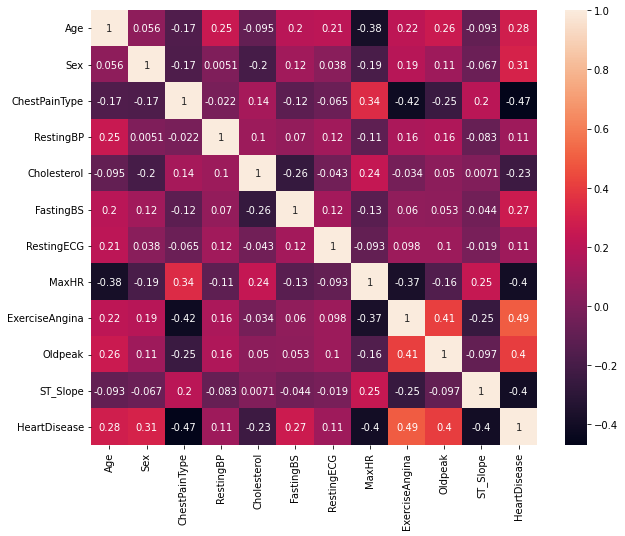 Age 1 0.056 -0.17 0.25 -0.095 0.2 0.21 -0.38 0.22 0.26 -0.093 0.28
Sex 0.056 1 -0.17 0.0051 -0.2 0.12 0.038 -0.19 0.19 0.11 -0.067 0.31
ChestPainType -0.17 -0.17 1 -0.022 0.14 -0.12 -0.065 0.34 -0.42 -0.25 0.2 -0.47
RestingBP 0.25 0.0051 -0.022 1 0.1 0.07 0.12 -0.11 0.16 0.16 -0.083 0.11
Cholesterol -0.095 -0.2 0.14 0.1 1 -0.26 -0.043 0.24 -0.034 0.05 0.0071 -0.23
FastingBS 0.2 0.12 -0.12 0.07 -0.26 1 0.12 -0.13 0.06 0.053 -0.044 0.27
RestingECG 0.21 0.038 -0.065 0.12 -0.043 0.12 1 -0.093 0.098 0.1 -0.019 0.11
MaxHR -0.38 -0.19 0.34 -0.11 0.24 -0.13 -0.093 1 -0.37 -0.16 0.25 -0.4
ExerciseAngina 0.22 0.19 -0.42 0.16 -0.034 0.06 0.098 -0.37 1 0.41 -0.25 0.49
Oldpeak 0.26 0.11 -0.25 0.16 0.05 0.053 0.1 -0.16 0.41 1 -0.097 0.4
ST_Slope -0.093 -0.067 0.2 -0.083 0.0071 -0.044 -0.019 0.25 -0.25 -0.097 1 -0.4
HeartDisease 0.28 0.31 -0.47 0.11 -0.23 0.27 0.11 -0.4 0.49 0.4 -0.4 1
Age Sex ChestPainType RestingBP Cholesterol FastingBS RestingECG MaxHR ExerciseAngina Oldpeak ST_Slope HeartDisease
1.0
0.8
0.6
0.4
0.2
0.0
-0.2
-0.4